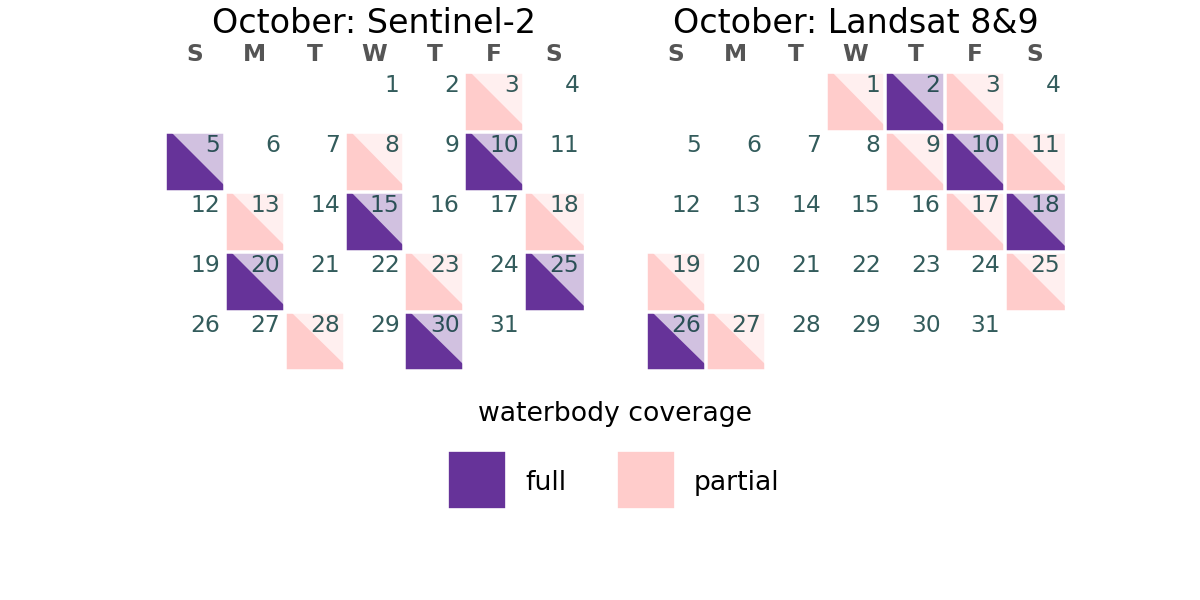 October: Sentinel-2
S M T W T F S
1 2 3 4
5 6 7 8 9 10 11
12 13 14 15 16 17 18
19 20 21 22 23 24 25
26 27 28 29 30 31
October: Landsat 8&9
S M T W T F S
1 2 3 4
5 6 7 8 9 10 11
12 13 14 15 16 17 18
19 20 21 22 23 24 25
26 27 28 29 30 31
waterbody coverage
full
partial